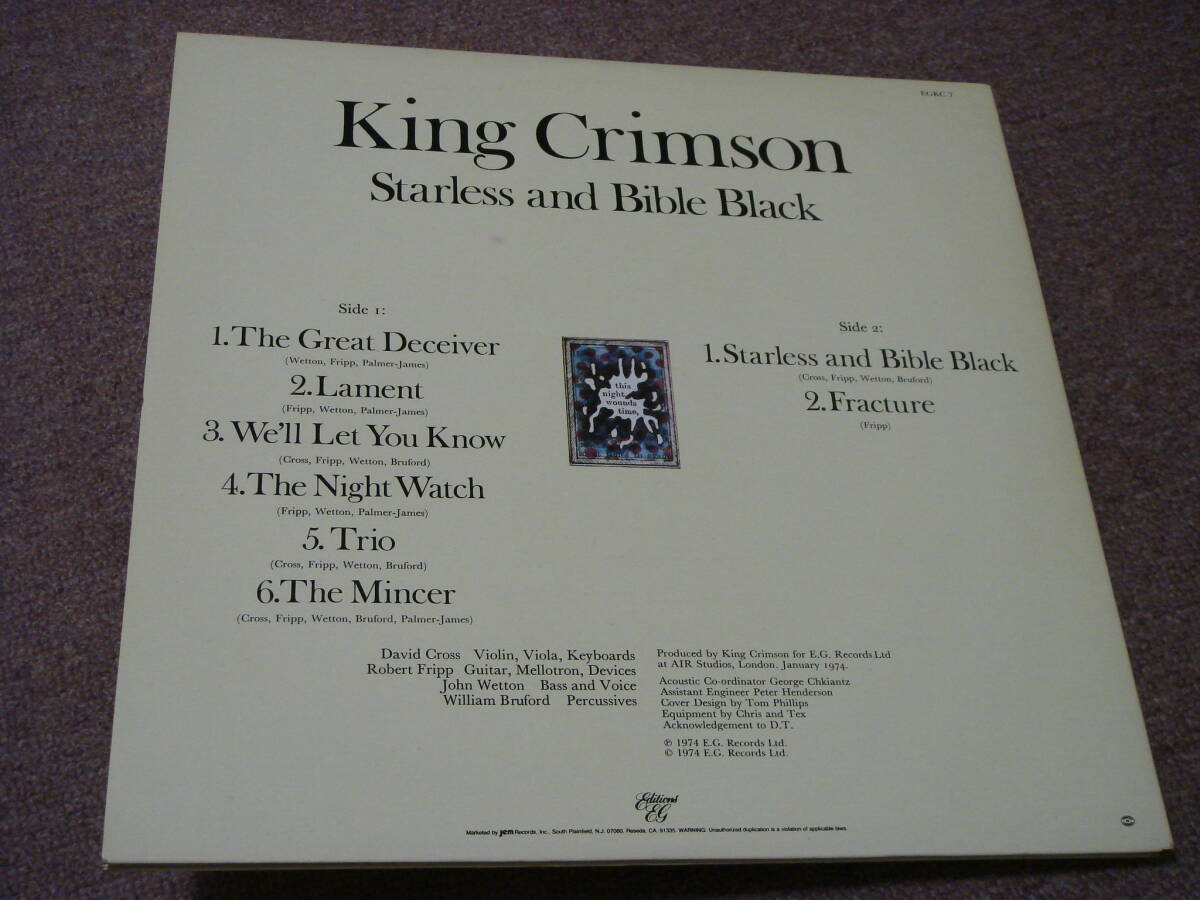 EGKC 7
King Crimson
Starless and Bible Black
Side 1:
1.The Great Deceiver
(Wetton, Fripp, Palmer-James)
2.Lament
(Fripp, Wetton, Palmer-James)
3.We'll Let You Know
(Cross, Fripp, Wetton, Bruford)
4.The Night Watch
(Fripp, Wetton, Palmer-James)
5.Trio
(Cross, Fripp, Wetton, Bruford)
6.The Mincer
(Cross, Fripp, Wetton, Bruford, Palmer-James)
this
night
wounds
time,
Side 2:
1.Starless and Bible Black
(Cross, Fripp, Wetton, Bruford)
2.Fracture
(Fripp)
David Cross Violin, Viola, Keyboards
Robert Fripp Guitar, Mellotron, Devices
John Wetton Bass and Voice
William Bruford Percussives
Produced by King Crimson for E.G. Records Ltd
at AIR Studios, London. January 1974.
Acoustic Co-ordinator George Chkiantz
Assistant Engineer Peter Henderson
Cover Design by Tom Phillips
Equipment by Chris and Tex
Acknowledgement to D.T.
℗ 1974 E.G. Records Ltd.
© 1974 E.G. Records Ltd.
Editions
EG
Marketed by jem Records, Inc., South Plainfield, N.J. 07080, Reseda, CA. 91335. WARNING: Unauthorized duplication is a violation of applicable laws.